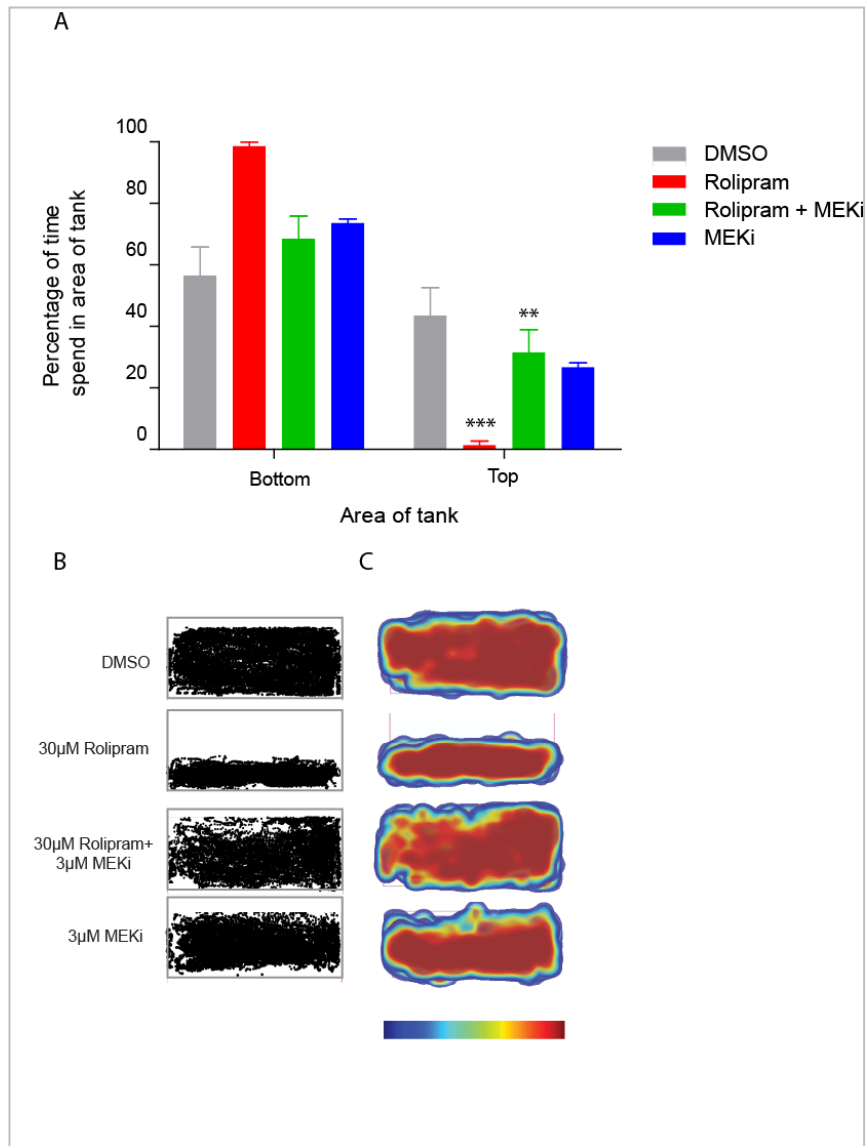 A
100
80
60
40
20
0
Percentage of time
spend in area of tank
Bottom
Top
***
**
Area of tank
DMSO
Rolipram
Rolipram + MEKi
MEKi
B
C
DMSO
30µM Rolipram
30µM Rolipram+
3µM MEKi
3µM MEKi